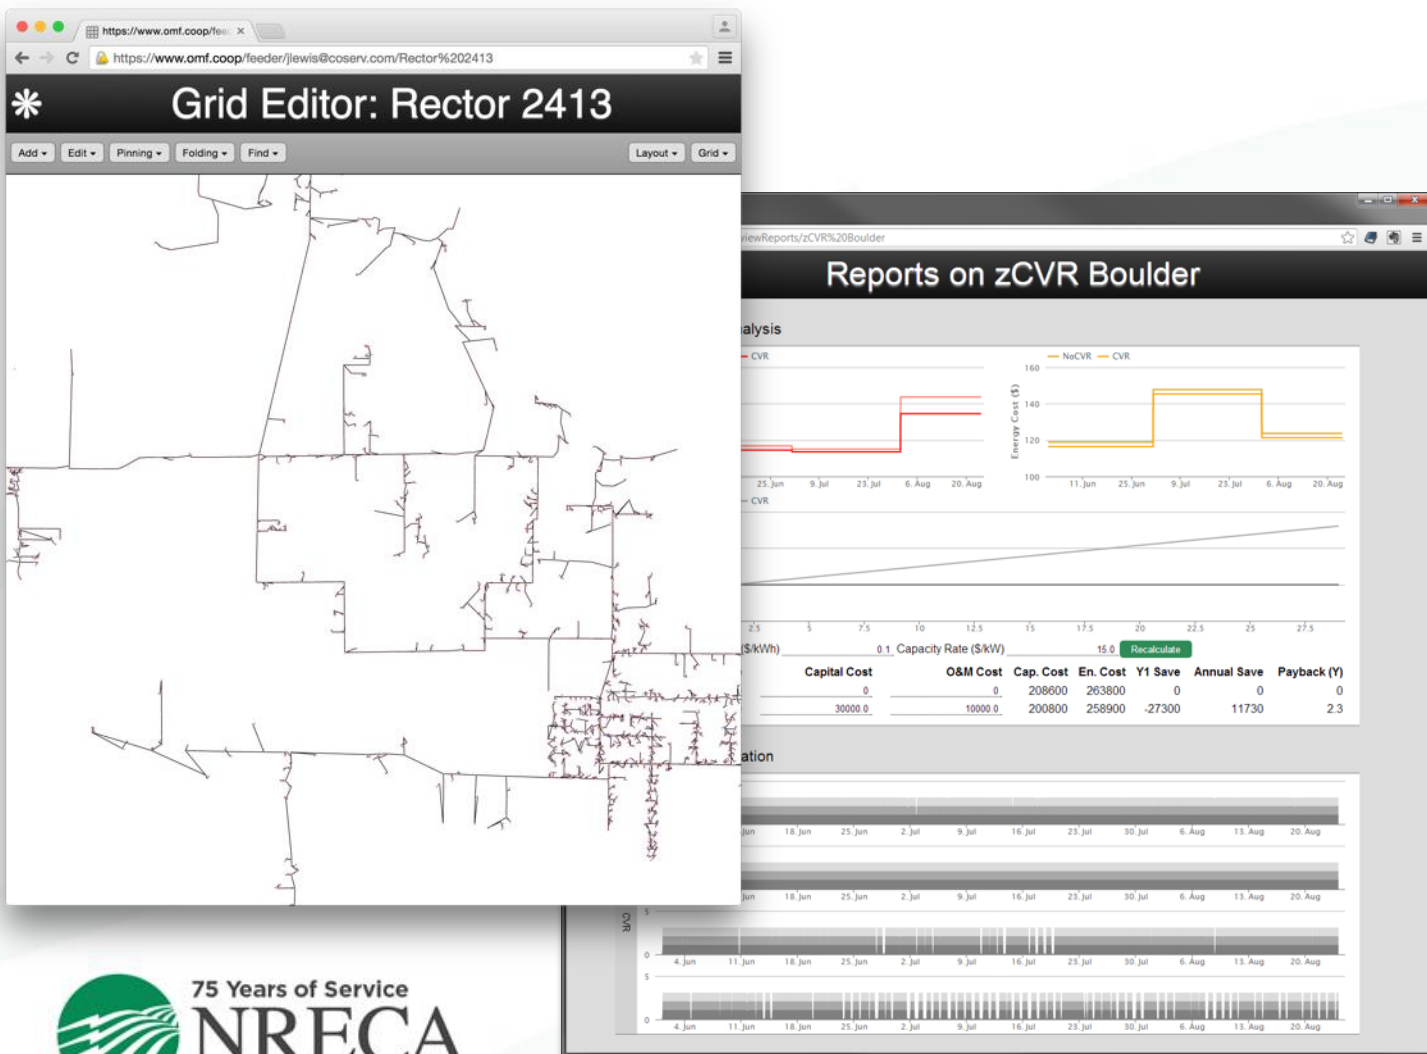 https://www.omf.coop/fee
https://www.omf.coop/feeder/jlewis@coserv.com/Rector%202413
Grid Editor: Rector 2413
Add Edit Pinning Folding Find Layout Grid
viewReports/zCVR%20Boulder
Reports on zCVR Boulder
alysis
CVR
NoCVR CVR
Energy Cost ($)
160
140
120
100
25. Jun 9. Jul 23. Jul 6. Aug 20. Aug
11. Jun 25. Jun 9. Jul 23. Jul 6. Aug 20. Aug
CVR
2.5 5 7.5 10 12.5 15 17.5 20 22.5 25 27.5
($/kWh) 0.1 Capacity Rate ($/kW) 15.0 Recalculate
Capital Cost O&M Cost Cap. Cost En. Cost Y1 Save Annual Save Payback (Y)
0 0 208600 263800 0 0 0
30000.0 10000.0 200800 258900 -27300 11730 2.3
ation
Jun 18. Jun 25. Jun 2. Jul 9. Jul 16. Jul 23. Jul 30. Jul 6. Aug 13. Aug 20. Aug
Jun 18. Jun 25. Jun 2. Jul 9. Jul 16. Jul 23. Jul 30. Jul 6. Aug 13. Aug 20. Aug
CVR
5
0
4. Jun 11. Jun 18. Jun 25. Jun 2. Jul 9. Jul 16. Jul 23. Jul 30. Jul 6. Aug 13. Aug 20. Aug
5
0
4. Jun 11. Jun 18. Jun 25. Jun 2. Jul 9. Jul 16. Jul 23. Jul 30. Jul 6. Aug 13. Aug 20. Aug
75 Years of Service
NRECA